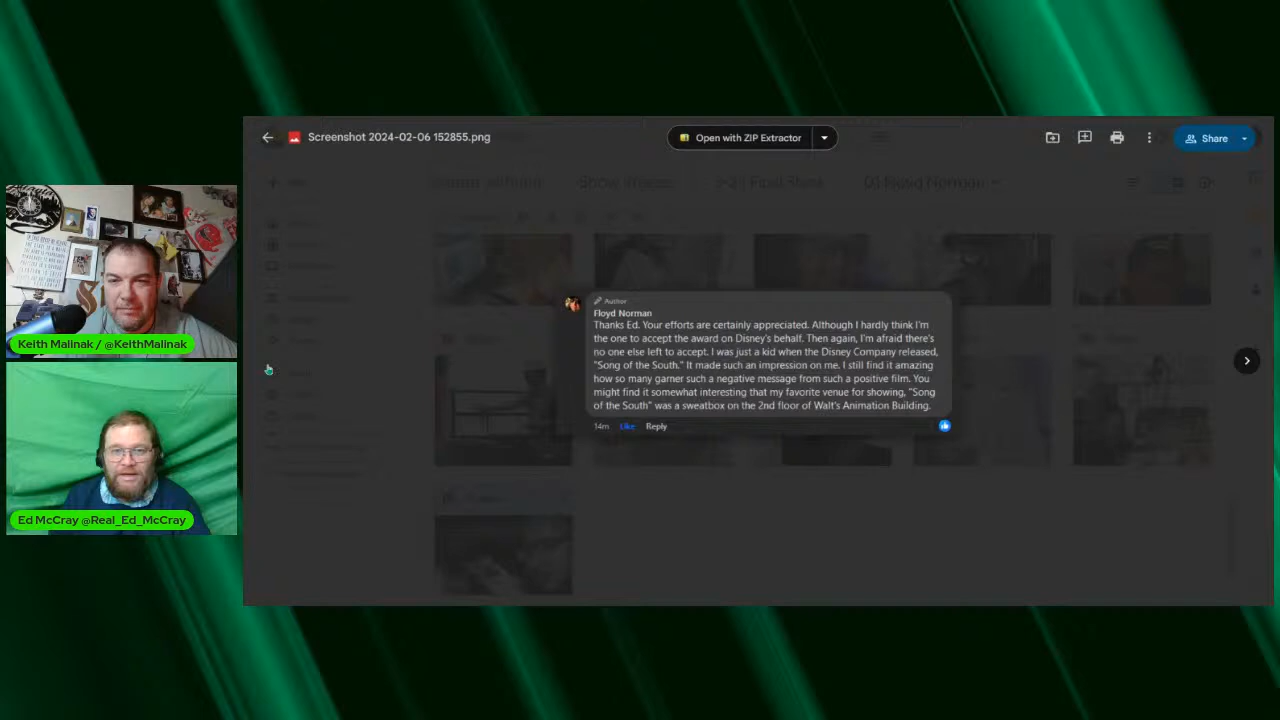 Screenshot 2024-02-06 152855.png
Open with ZIP Extractor
Share
01 Floyd Norman
Keith Malinak / @KeithMalinak
Ed McCray @Real_Ed_McCray
Author
Floyd Norman
Thanks Ed. Your efforts are certainly appreciated. Although I hardly think I'm
the one to accept the award on Disney's behalf. Then again, I'm afraid there's
no one else left to accept. I was just a kid when the Disney Company released,
"Song of the South." It made such an impression on me. I still find it amazing
how so many garner such a negative message from such a positive film. You
might find it somewhat interesting that my favorite venue for showing, "Song
of the South" was a sweatbox on the 2nd floor of Walt's Animation Building.
14m Like Reply